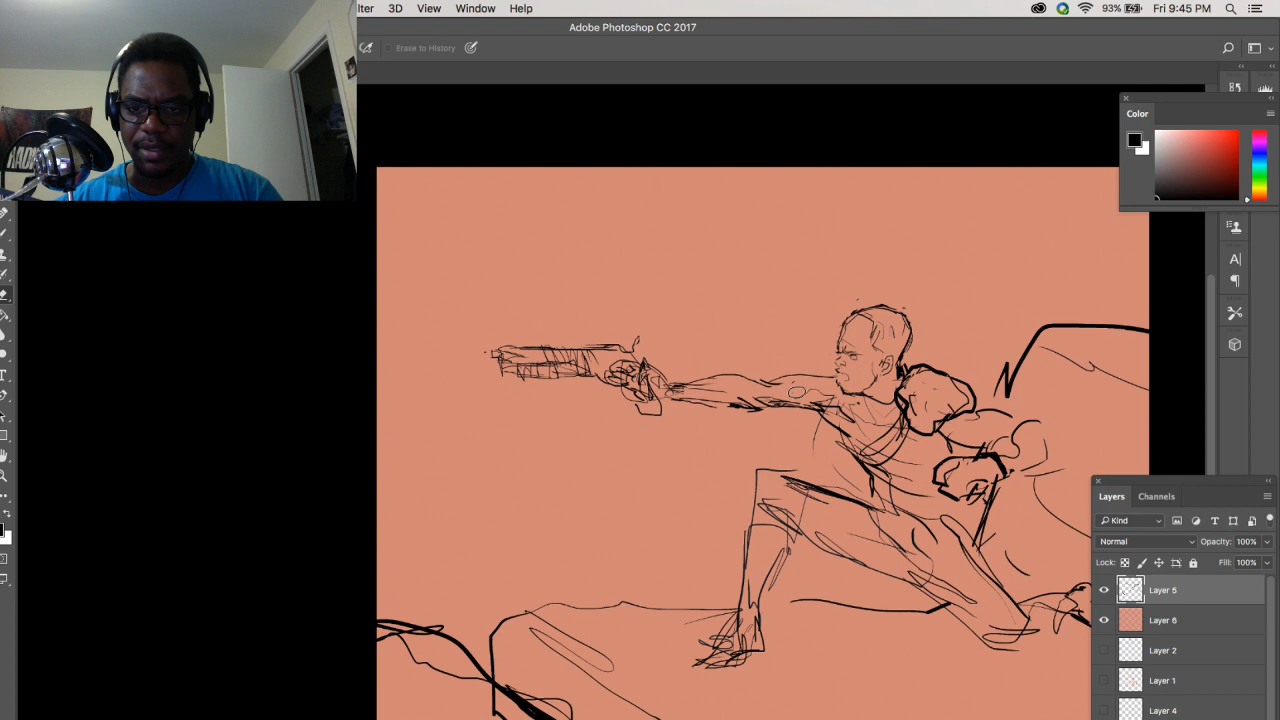 lter 3D View Window Help 93% Fri 9:45 PM
Adobe Photoshop CC 2017
Erase to History
Color
RADI
A
Layers Channels
Kind
T
Normal Opacity: 100%
Lock: Fill: 100%
Layer 5
Layer 6
Layer 2
Layer 1
Layer 4